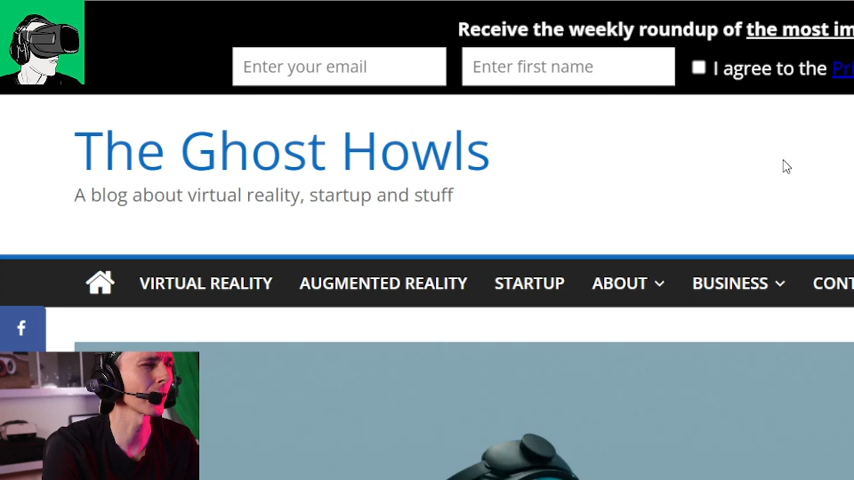 Receive the weekly roundup of the most im
Enter your email
Enter first name
I agree to the Pri
The Ghost Howls
A blog about virtual reality, startup and stuff
VIRTUAL REALITY
AUGMENTED REALITY
STARTUP
ABOUT
BUSINESS
CONT
f